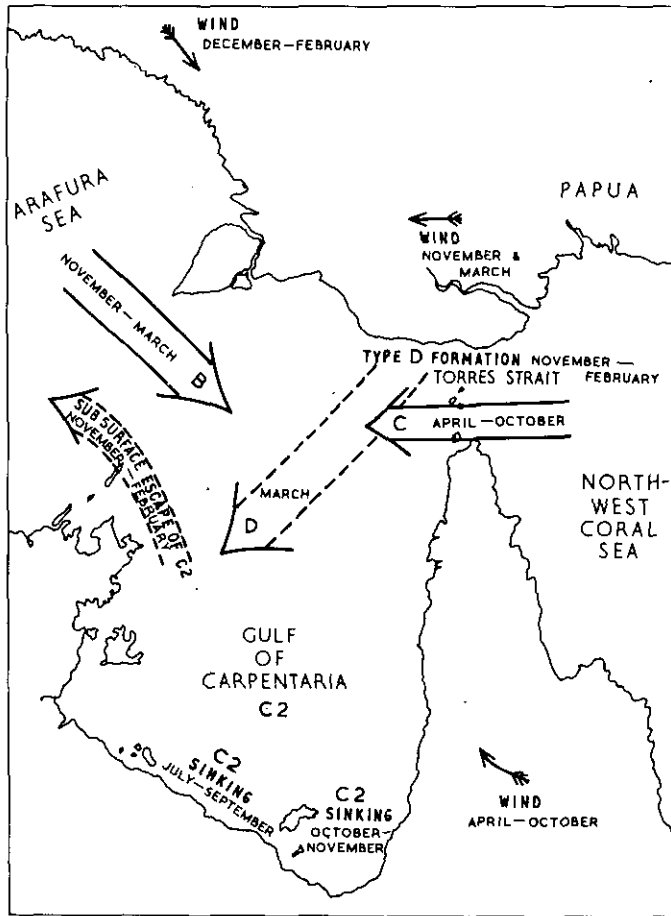 WIND
DECEMBER–FEBRUARY
ARAFURA
SEA
PAPUA
WIND
NOVEMBER &
MARCH
NOVEMBER–MARCH
B
TYPE D FORMATION NOVEMBER–
FEBRUARY
TORRES STRAIT
C
APRIL–OCTOBER
SUB SURFACE ESCAPE OF C2
NOVEMBER–FEBRUARY
MARCH
D
NORTH-
WEST
CORAL
SEA
GULF
OF
CARPENTARIA
C2
C2
SINKING
JULY–SEPTEMBER
C2
SINKING
OCTOBER–
NOVEMBER
WIND
APRIL–OCTOBER